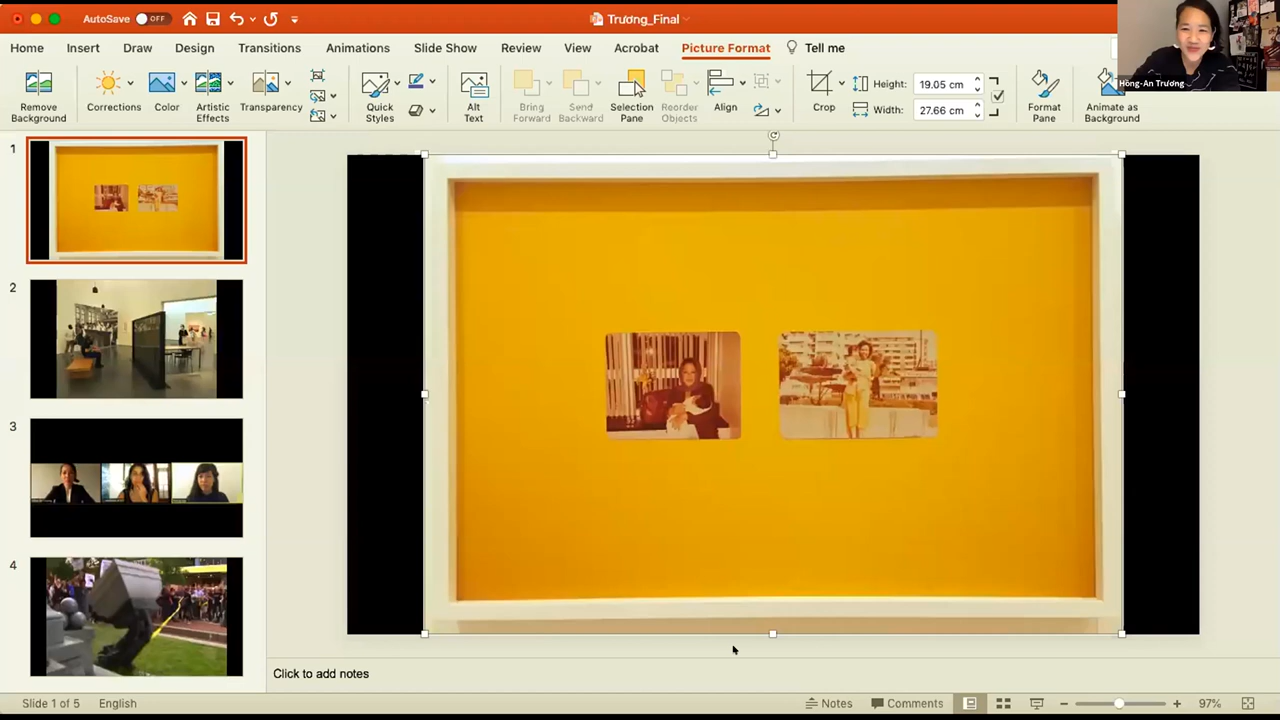 AutoSave OFF
Trương_Final
Home Insert Draw Design Transitions Animations Slide Show Review View Acrobat Picture Format Tell me
Remove Background
Corrections
Color
Artistic Effects
Transparency
Quick Styles
Alt Text
Bring Forward
Send Backward
Selection Pane
Reorder Objects
Align
Crop
Height: 19.05 cm
Width: 27.66 cm
Format Pane
Animate as Background
Hồng-Ân Trương
1
2
3
4
Click to add notes
Slide 1 of 5 English Notes Comments 97%